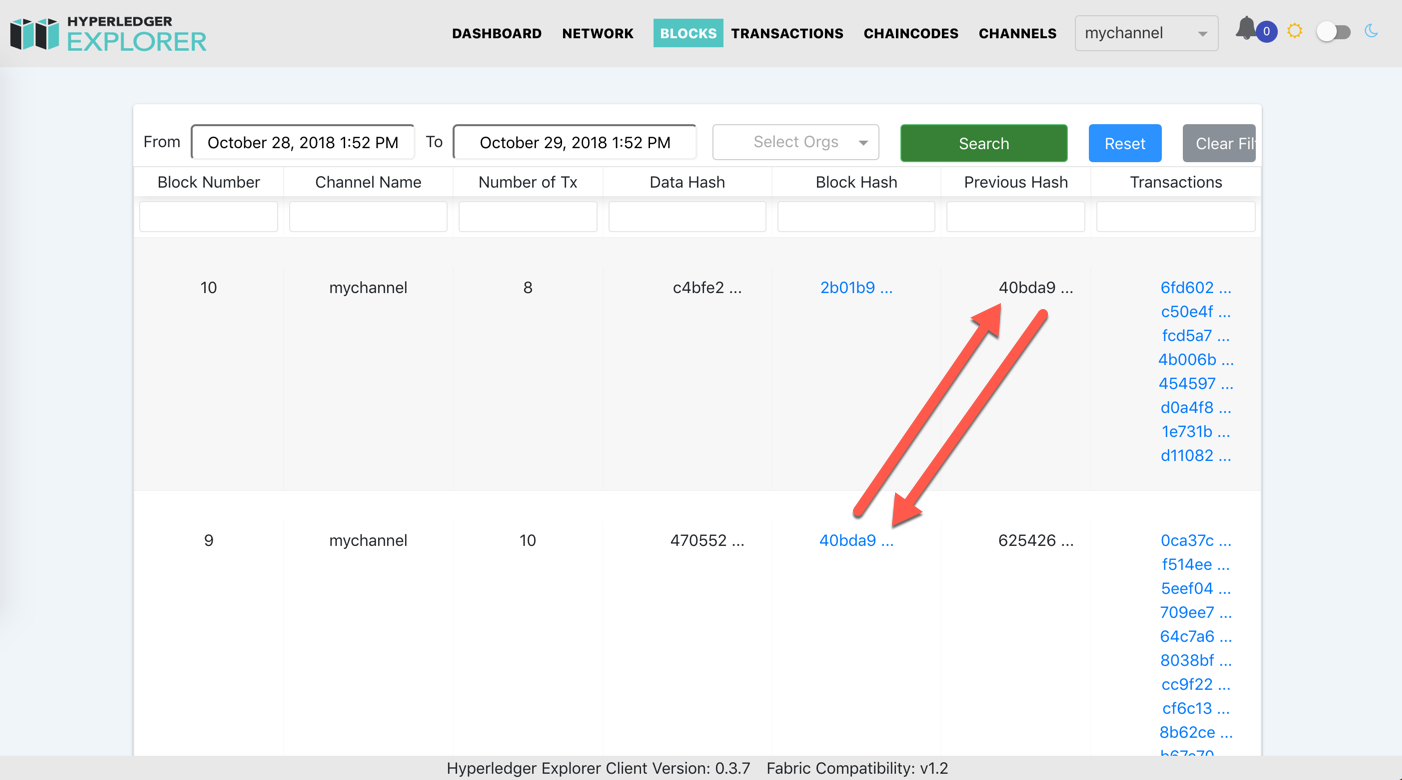 HYPERLEDGER
EXPLORER
DASHBOARD NETWORK BLOCKS TRANSACTIONS CHAINCODES CHANNELS mychannel 0
From October 28, 2018 1:52 PM To October 29, 2018 1:52 PM Select Orgs Search Reset Clear Fil
Block Number Channel Name Number of Tx Data Hash Block Hash Previous Hash Transactions
10 mychannel 8 c4bfe2 ... 2b01b9 ... 40bda9 ... 6fd602 ...
c50e4f ...
fcd5a7 ...
4b006b ...
454597 ...
d0a4f8 ...
1e731b ...
d11082 ...
9 mychannel 10 470552 ... 40bda9 ... 625426 ... 0ca37c ...
f514ee ...
5eef04 ...
709ee7 ...
64c7a6 ...
8038bf ...
cc9f22 ...
cf6c13 ...
8b62ce ...
Hyperledger Explorer Client Version: 0.3.7 Fabric Compatibility: v1.2